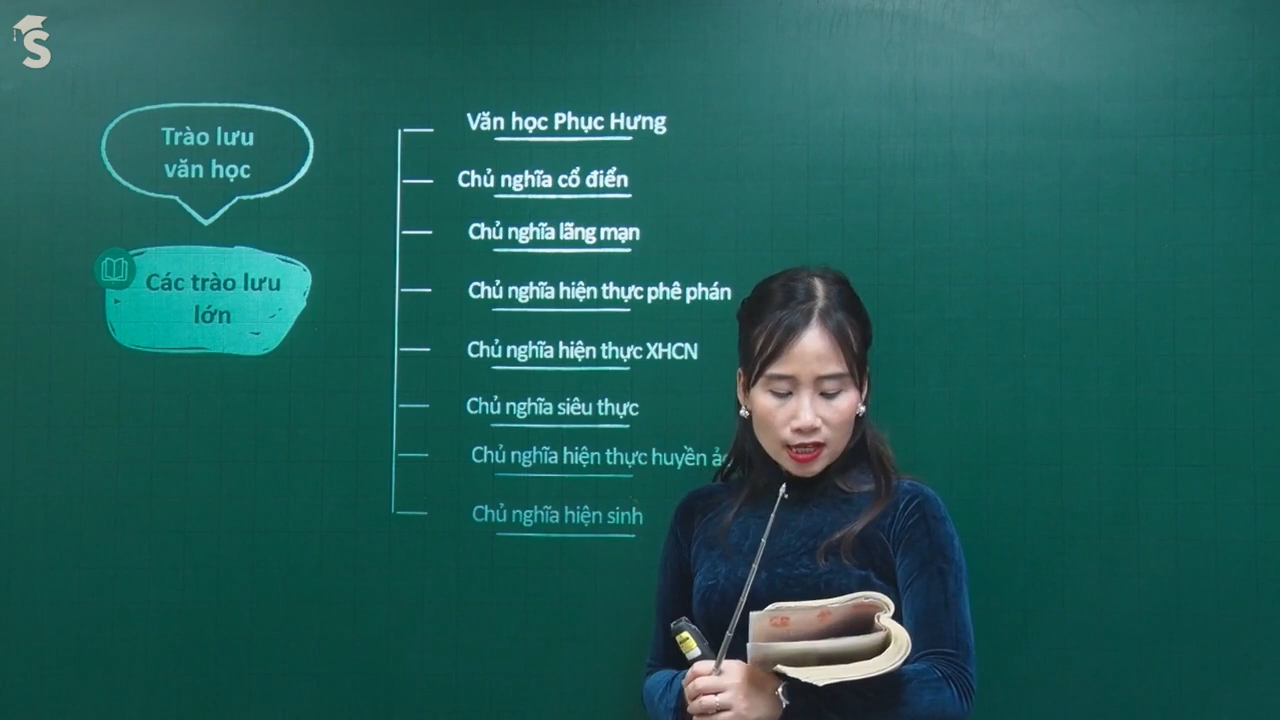 S
Trào lưu
văn học
Các trào lưu
lớn
Văn học Phục Hưng
Chủ nghĩa cổ điển
Chủ nghĩa lãng mạn
Chủ nghĩa hiện thực phê phán
Chủ nghĩa hiện thực XHCN
Chủ nghĩa siêu thực
Chủ nghĩa hiện thực huyền
Chủ nghĩa hiện sinh